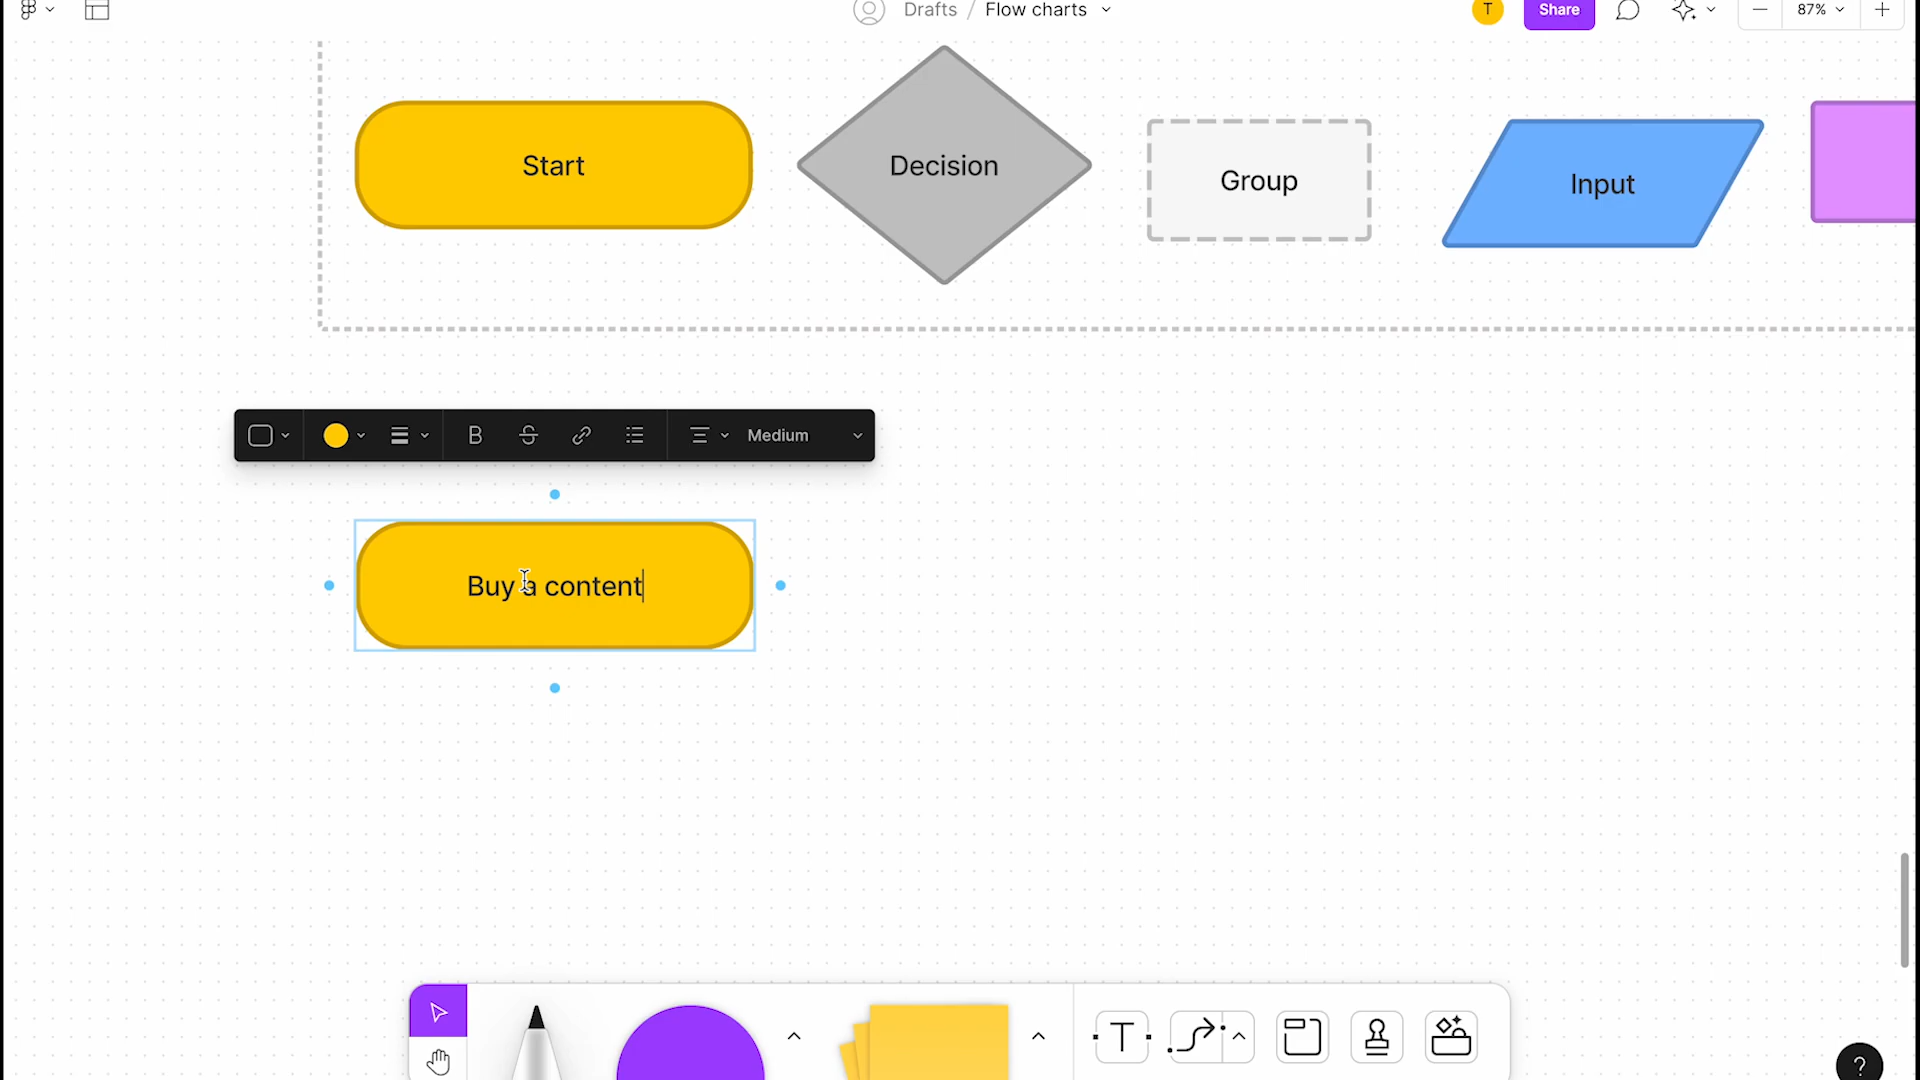 Drafts / Flow charts
T
Share
87%
Start
Decision
Group
Input
B
S
Medium
Buy a content
T
?